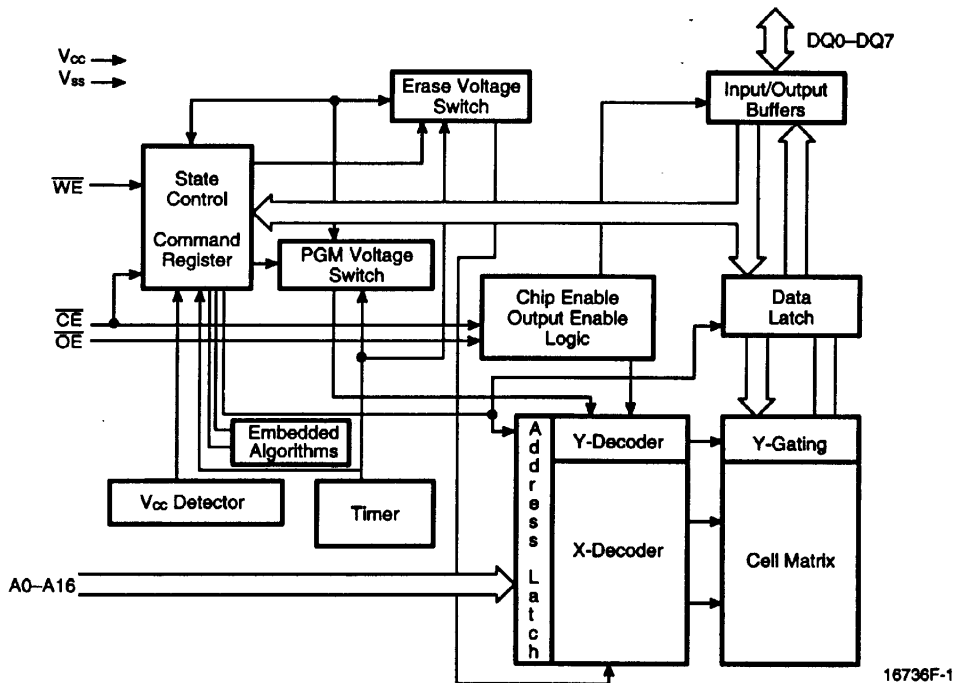 DQ0–DQ7
Vcc
Vss
Erase Voltage
Switch
Input/Output
Buffers
WE
State
Control
Command
Register
PGM Voltage
Switch
Chip Enable
Output Enable
Logic
Data
Latch
CE
OE
Embedded
Algorithms
Vcc Detector
Timer
Address Latch
Y-Decoder
Y-Gating
X-Decoder
Cell Matrix
A0–A16
16736F-1